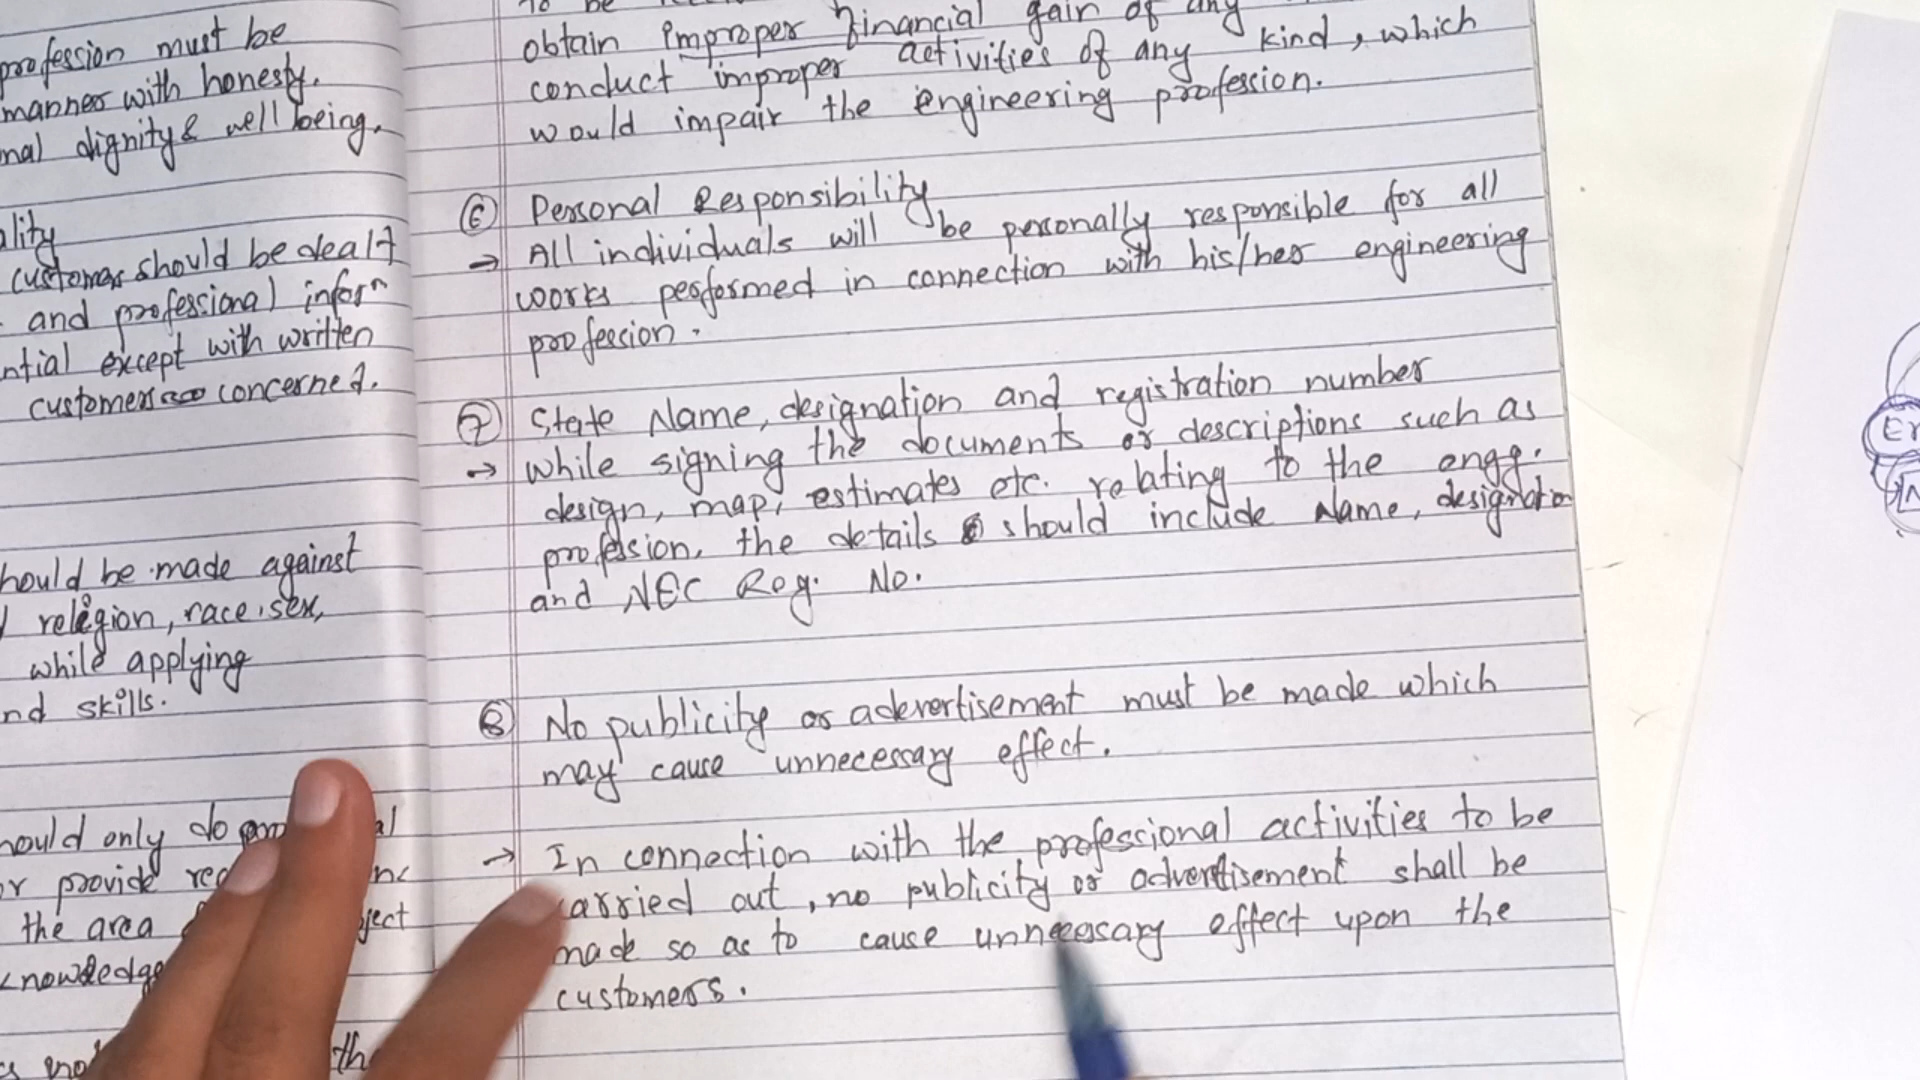 profession must be
manner with honesty.
nal dignity & well being.
ality
customers should be dealt
and professional inforⁿ
ntial except with written
customers concerned.
hould be made against
religion, race, sex,
while applying
nd skills.
hould only do
or provide
the area
knowledge
to be
obtain improper financial gain of any
conduct improper activities of any kind, which
would impair the engineering profession.
6 Personal Responsibility
→ All individuals will be personally responsible for all
works performed in connection with his/her engineering
profession.
7 State Name, designation and registration number
→ while signing the documents or descriptions such as
design, map, estimates etc. relating to the engg.
profession, the details should include Name, designation
and NEC Reg. No.
8 No publicity or adevertisement must be made which
may cause unnecessary effect.
→ In connection with the professional activities to be
carried out, no publicity or advertisement shall be
made so as to cause unnecessary effect upon the
customers.